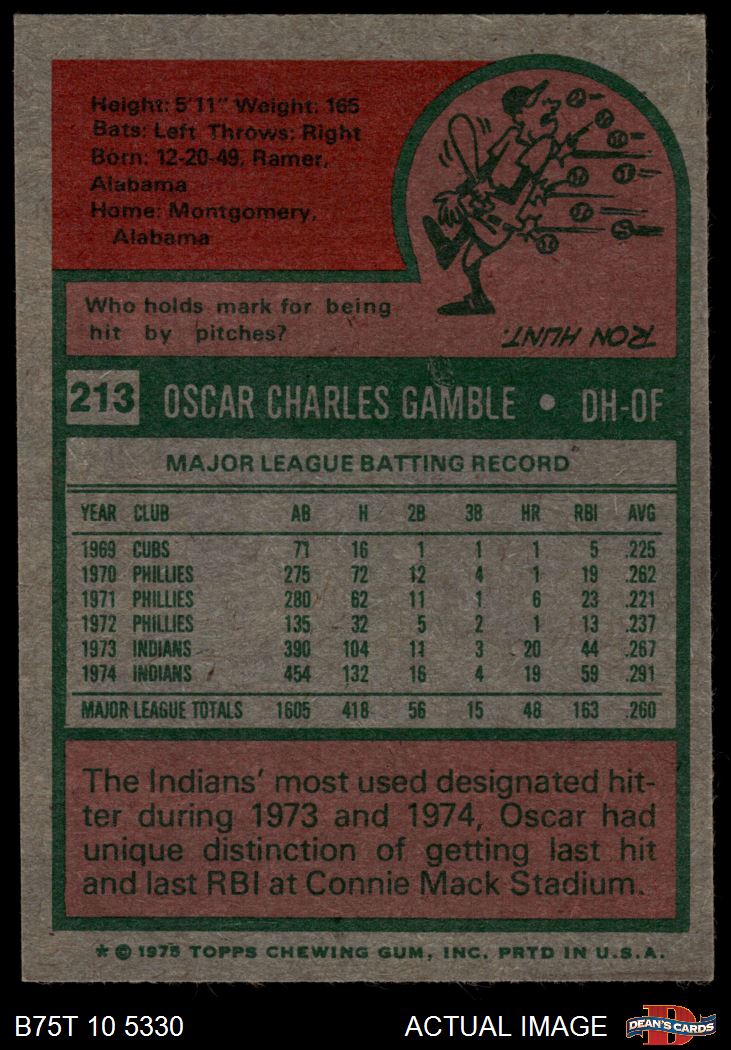 Height: 5'11" Weight: 165
Bats: Left Throws: Right
Born: 12-20-49, Ramer,
Alabama
Home: Montgomery,
Alabama
Who holds mark for being
hit by pitches?
RON HUNT.
213 OSCAR CHARLES GAMBLE • DH-OF
MAJOR LEAGUE BATTING RECORD
YEAR CLUB AB H 2B 3B HR RBI AVG
1969 CUBS 71 16 1 1 1 5 .225
1970 PHILLIES 275 72 12 4 1 19 .262
1971 PHILLIES 280 62 11 1 6 23 .221
1972 PHILLIES 135 32 5 2 1 13 .237
1973 INDIANS 390 104 11 3 20 44 .267
1974 INDIANS 454 132 16 4 19 59 .291
MAJOR LEAGUE TOTALS 1605 418 56 15 48 163 .260
The Indians' most used designated hit-
ter during 1973 and 1974, Oscar had
unique distinction of getting last hit
and last RBI at Connie Mack Stadium.
* © 1975 TOPPS CHEWING GUM, INC. PRTD IN U.S.A.
B75T 10 5330 ACTUAL IMAGE D DEAN'S CARDS